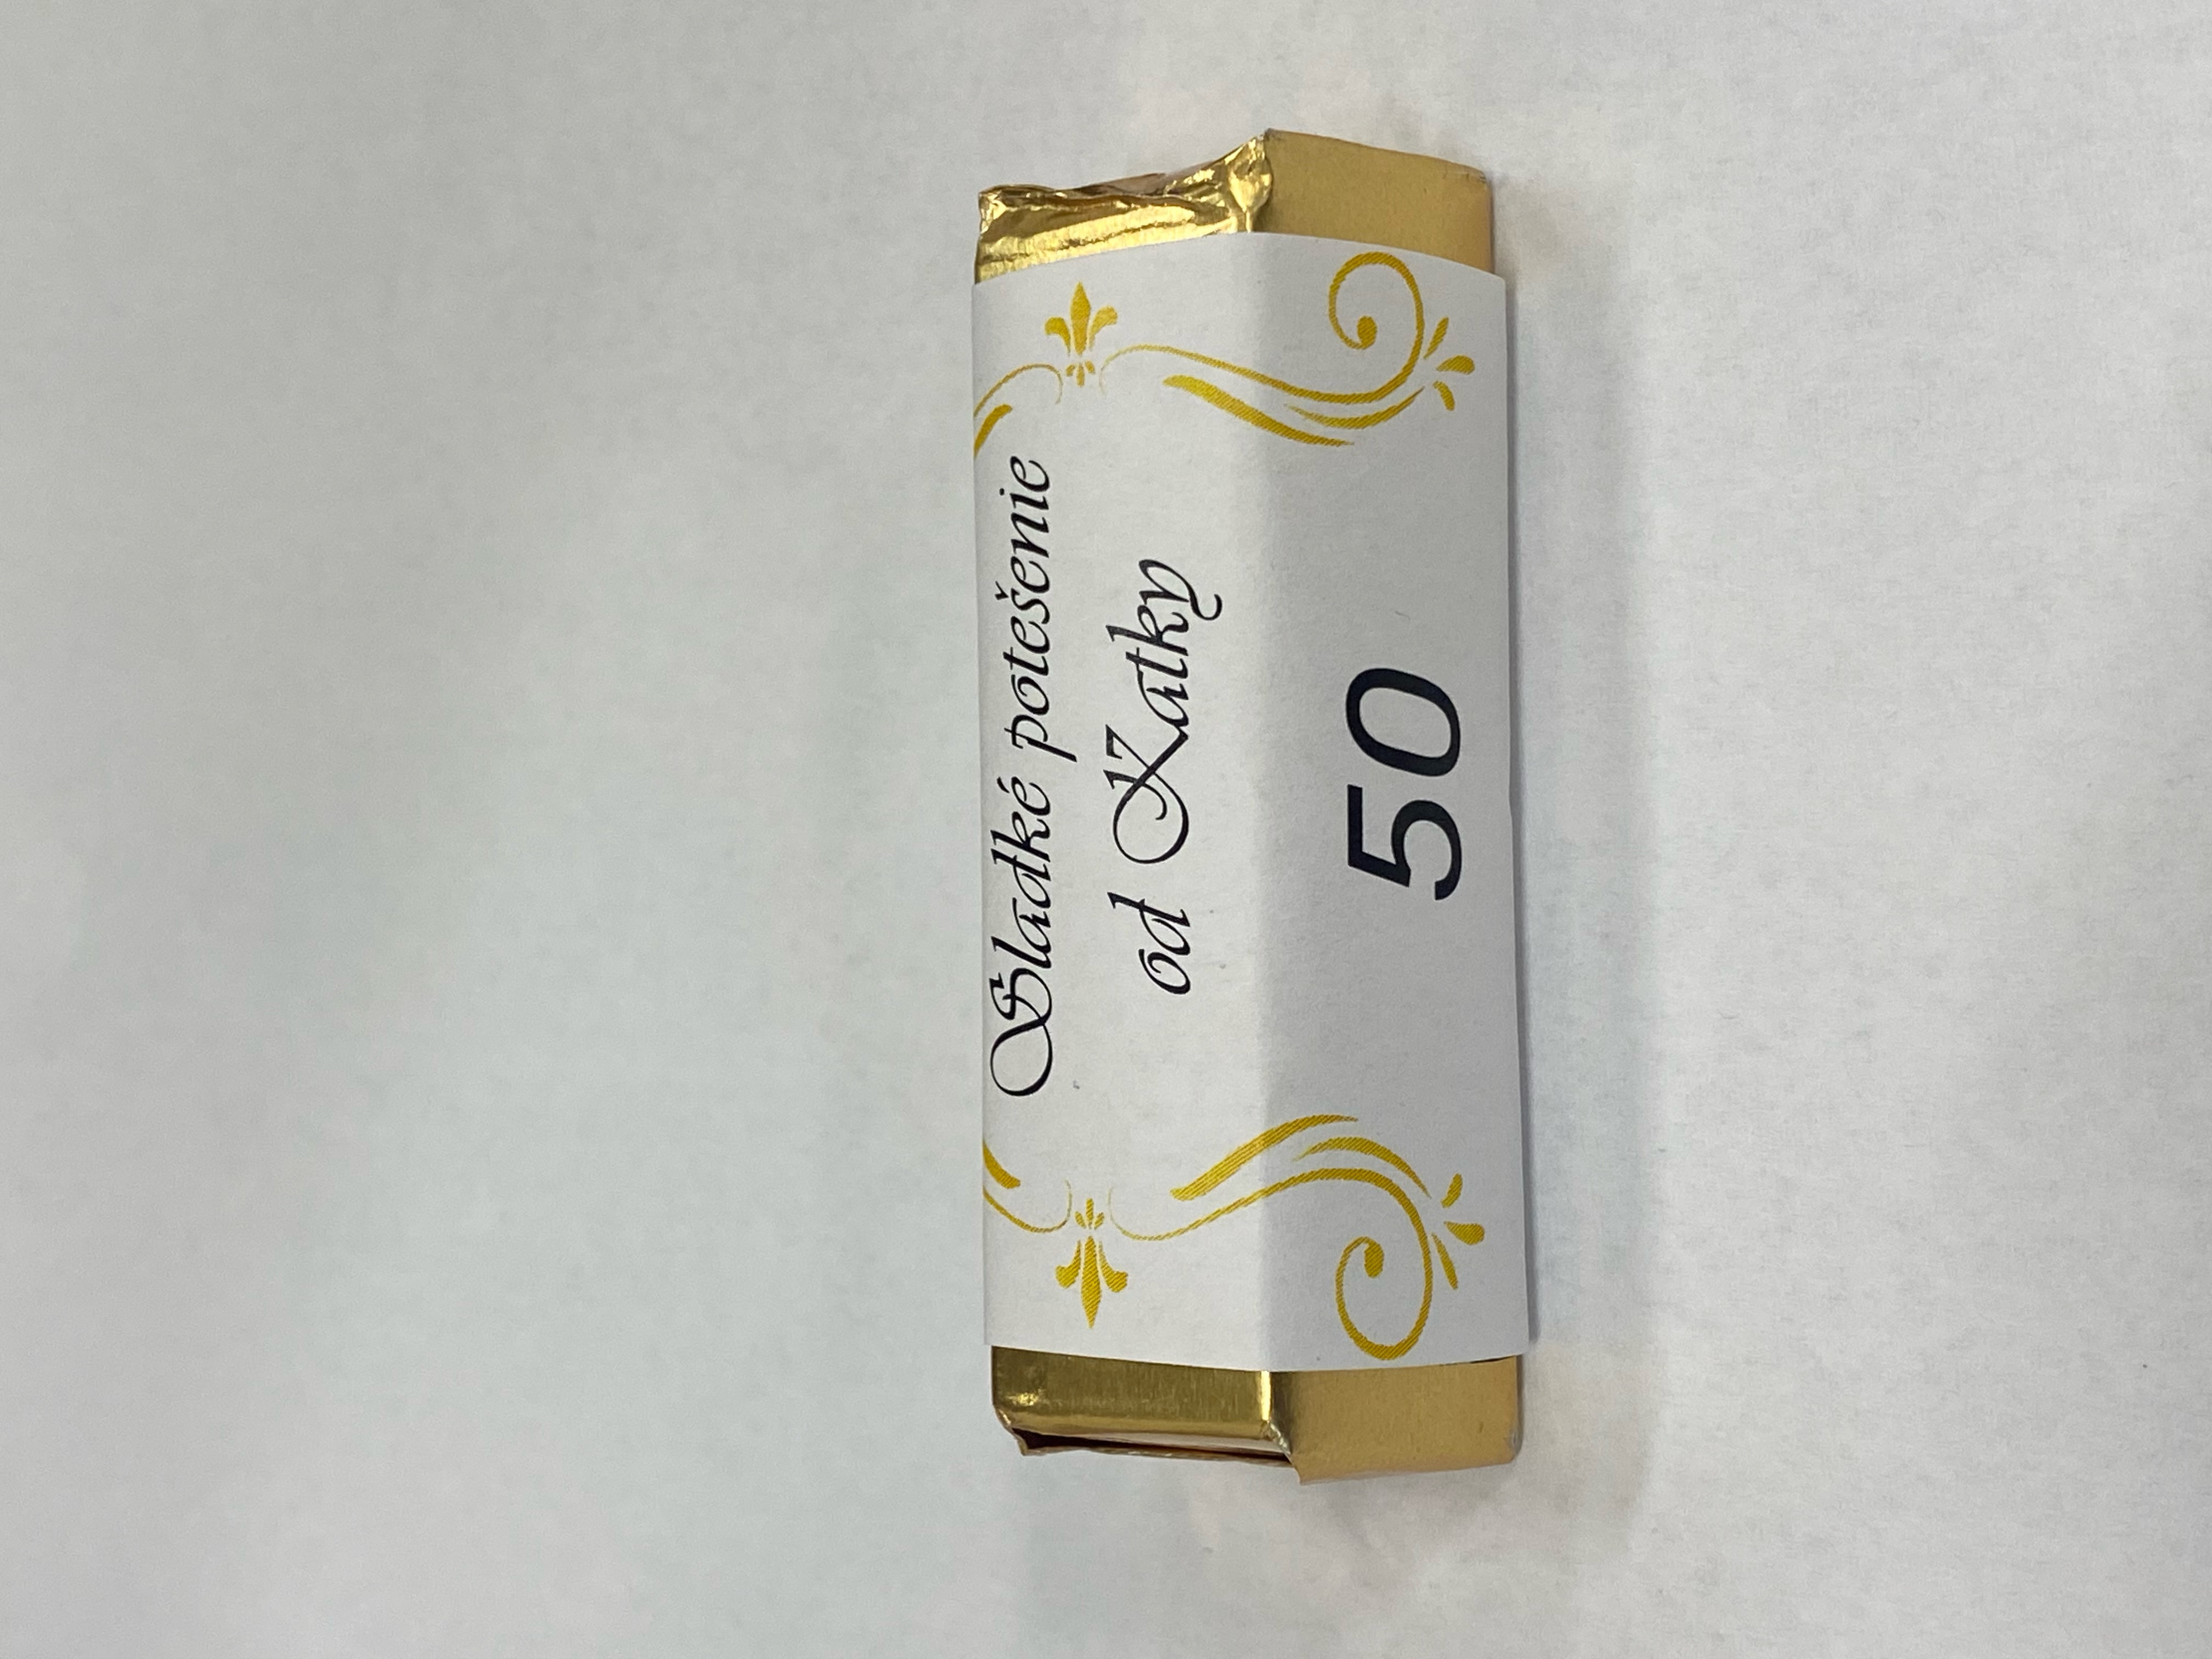 Sladké potešenie
od Katky
50